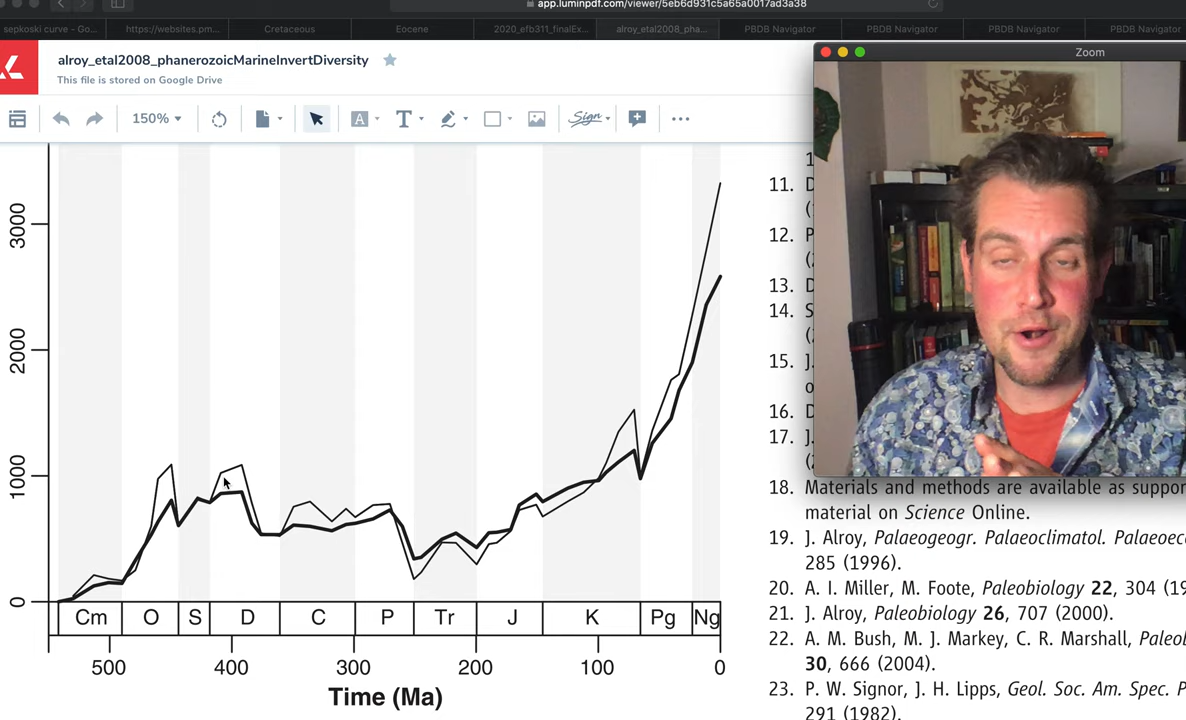 app.luminpdf.com/viewer/5eb6d931c5a65a0017ad3a38
sepkoski curve - Go...
https://websites.pm...
Cretaceous
Eocene
2020_efb311_finalEx...
alroy_etal2008_pha...
PBDB Navigator
PBDB Navigator
PBDB Navigator
PBDB Navigator
alroy_etal2008_phanerozoicMarineInvertDiversity
This file is stored on Google Drive
Zoom
150%
A
T
Sign
3000
2000
1000
0
Cm
O
S
D
C
P
Tr
J
K
Pg
Ng
500
400
300
200
100
0
Time (Ma)
1
11. D
(
12. P
(2
13. D
14. S
(
15. J.
o
16. D
17. J.
(2
18. Materials and methods are available as suppor
material on Science Online.
19. J. Alroy, Palaeogeogr. Palaeoclimatol. Palaeoeco
285 (1996).
20. A. I. Miller, M. Foote, Paleobiology 22, 304 (19
21. J. Alroy, Paleobiology 26, 707 (2000).
22. A. M. Bush, M. J. Markey, C. R. Marshall, Paleob
30, 666 (2004).
23. P. W. Signor, J. H. Lipps, Geol. Soc. Am. Spec. P
291 (1982).